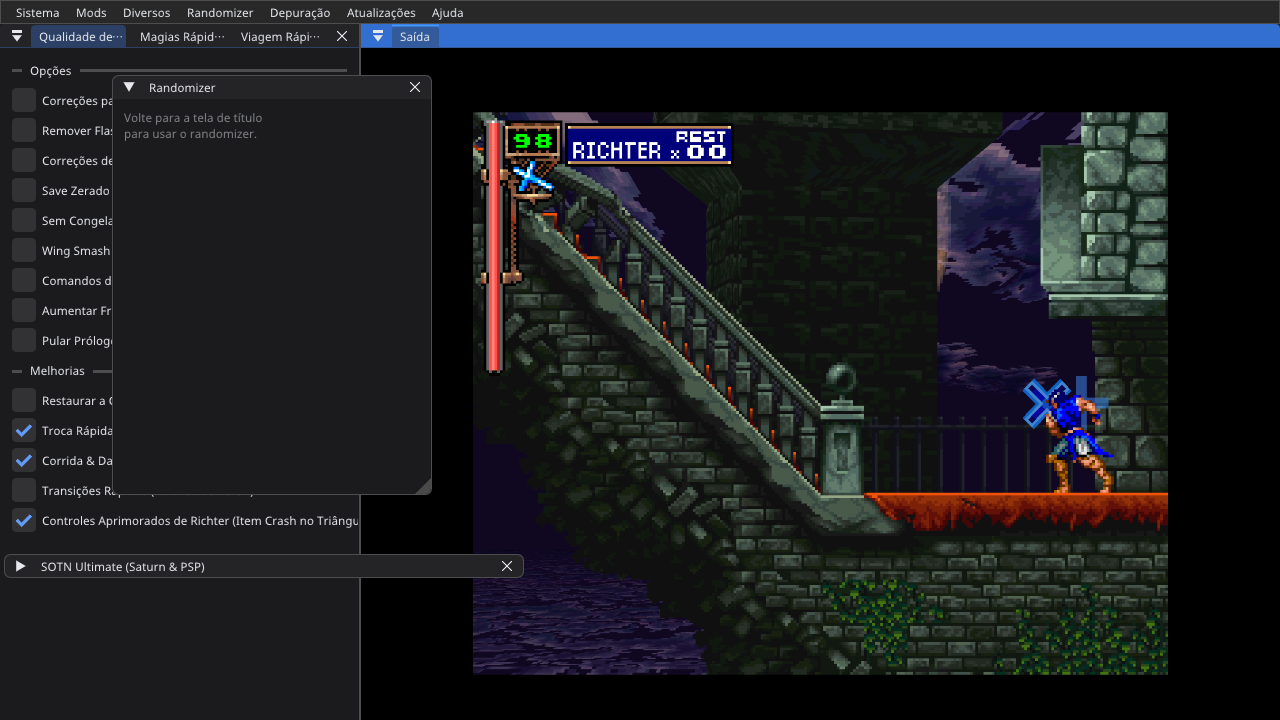 Sistema Mods Diversos Randomizer Depuração Atualizações Ajuda
Qualidade de··· Magias Rápid··· Viagem Rápi··· Saída
Opções
Randomizer
Volte para a tela de título
para usar o randomizer.
Correções pa
Remover Flas
Correções de
Save Zerado
Sem Congela
Wing Smash
Comandos d
Aumentar Fr
Pular Prólogo
Melhorias
Restaurar a
Troca Rápida
Corrida & Da
Transições
Controles Aprimorados de Richter (Item Crash no Triângu
SOTN Ultimate (Saturn & PSP)
98
REST
RICHTER x 00